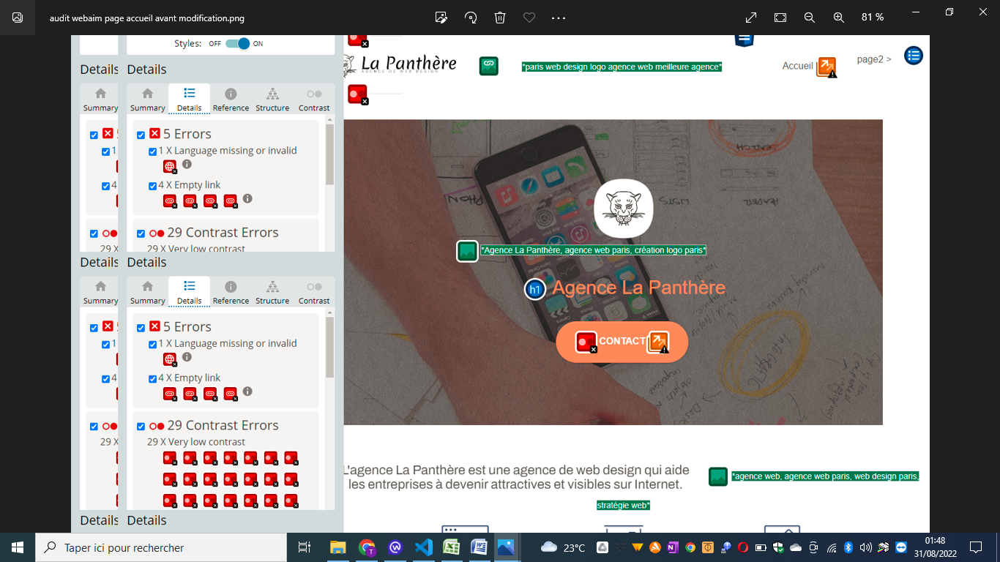 audit webaim page accueil avant modification.png
81 %
Styles: OFF ON
Details
Details
Summary
Summary
Details
Reference
Structure
Contrast
5 Errors
1
1 X Language missing or invalid
4
4 X Empty link
29 Contrast Errors
29 X Very low contrast
Details
Details
Summary
Summary
Details
Reference
Structure
Contrast
5 Errors
1
1 X Language missing or invalid
4
4 X Empty link
29 Contrast Errors
29 X
29 X Very low contrast
Details
Details
La Panthère
AGENCE DE WEB DESIGN
*paris web design logo agence web meilleure agence*
Accueil
page2 >
*Agence La Panthère, agence web paris, création logo paris*
h1 Agence La Panthère
CONTACT
L'agence La Panthère est une agence de web design qui aide
les entreprises à devenir attractives et visibles sur Internet.
*agence web, agence web paris, web design paris,
stratégie web*
Taper ici pour rechercher
23°C
01:48
31/08/2022